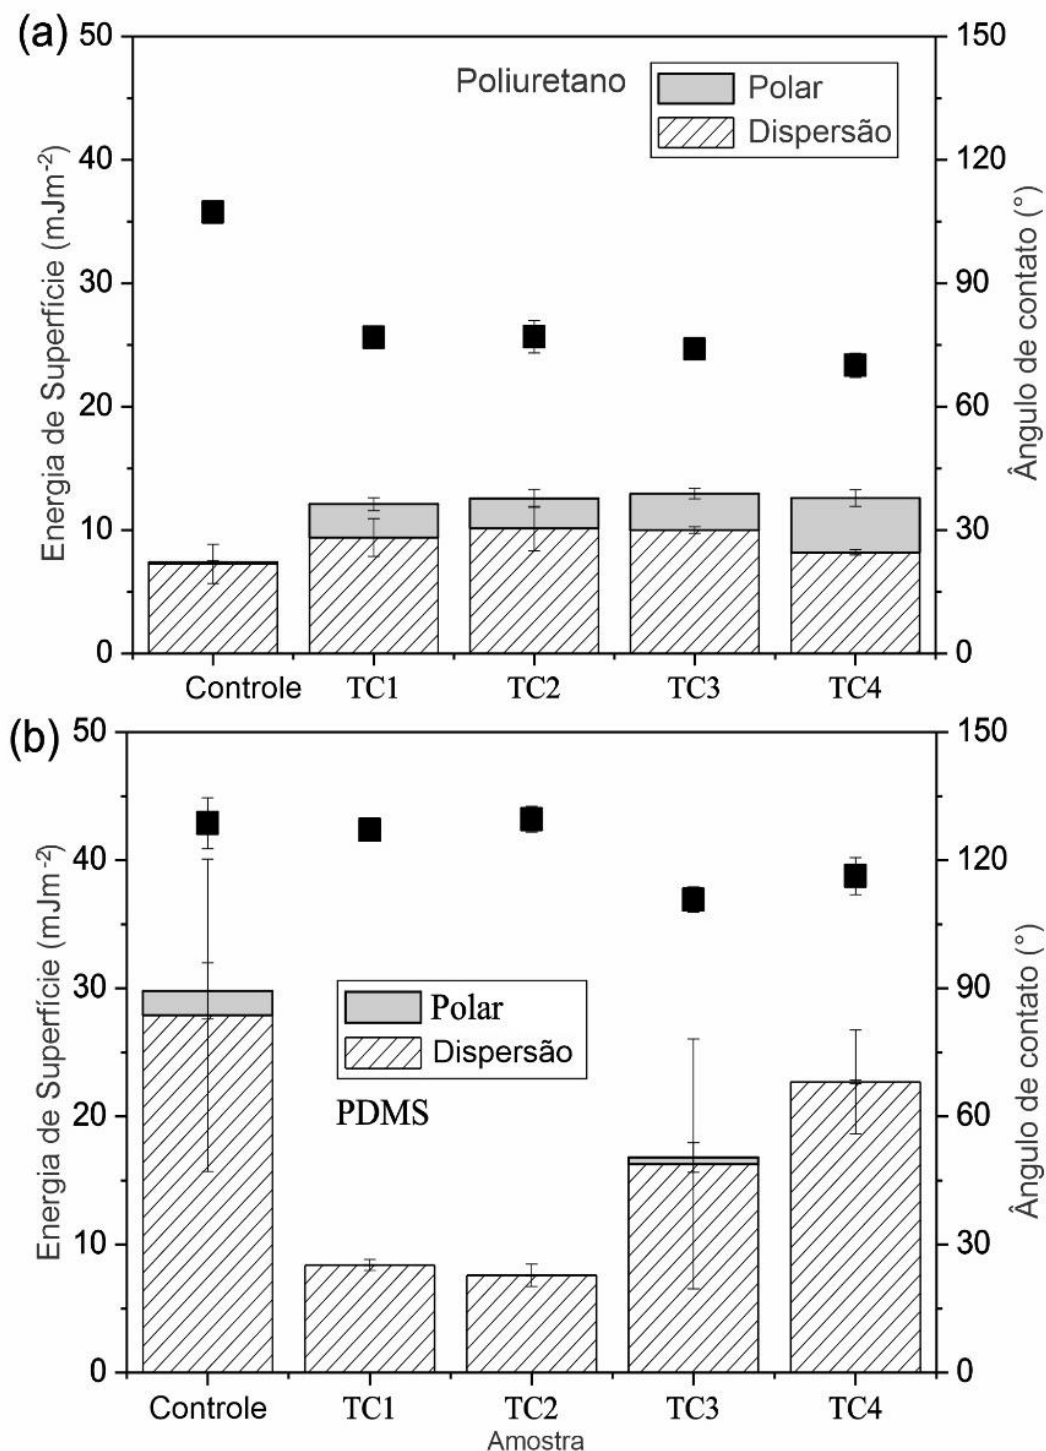 (a)
Poliuretano
Polar
Dispersão
Energia de Superfície (mJm⁻²)
Ângulo de contato (°)
50
40
30
20
10
0
150
120
90
60
30
0
Controle TC1 TC2 TC3 TC4
(b)
Polar
Dispersão
PDMS
Energia de Superfície (mJm⁻²)
Ângulo de contato (°)
50
40
30
20
10
0
150
120
90
60
30
0
Controle TC1 TC2 TC3 TC4
Amostra